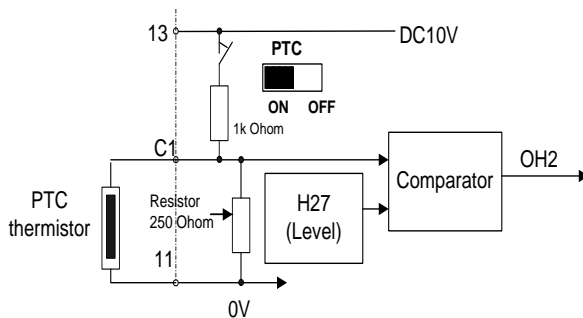 13
DC10V
PTC
ON OFF
1k Ohom
C1
OH2
Comparator
PTC
thermistor
Resistor
250 Ohom
H27
(Level)
11
0V